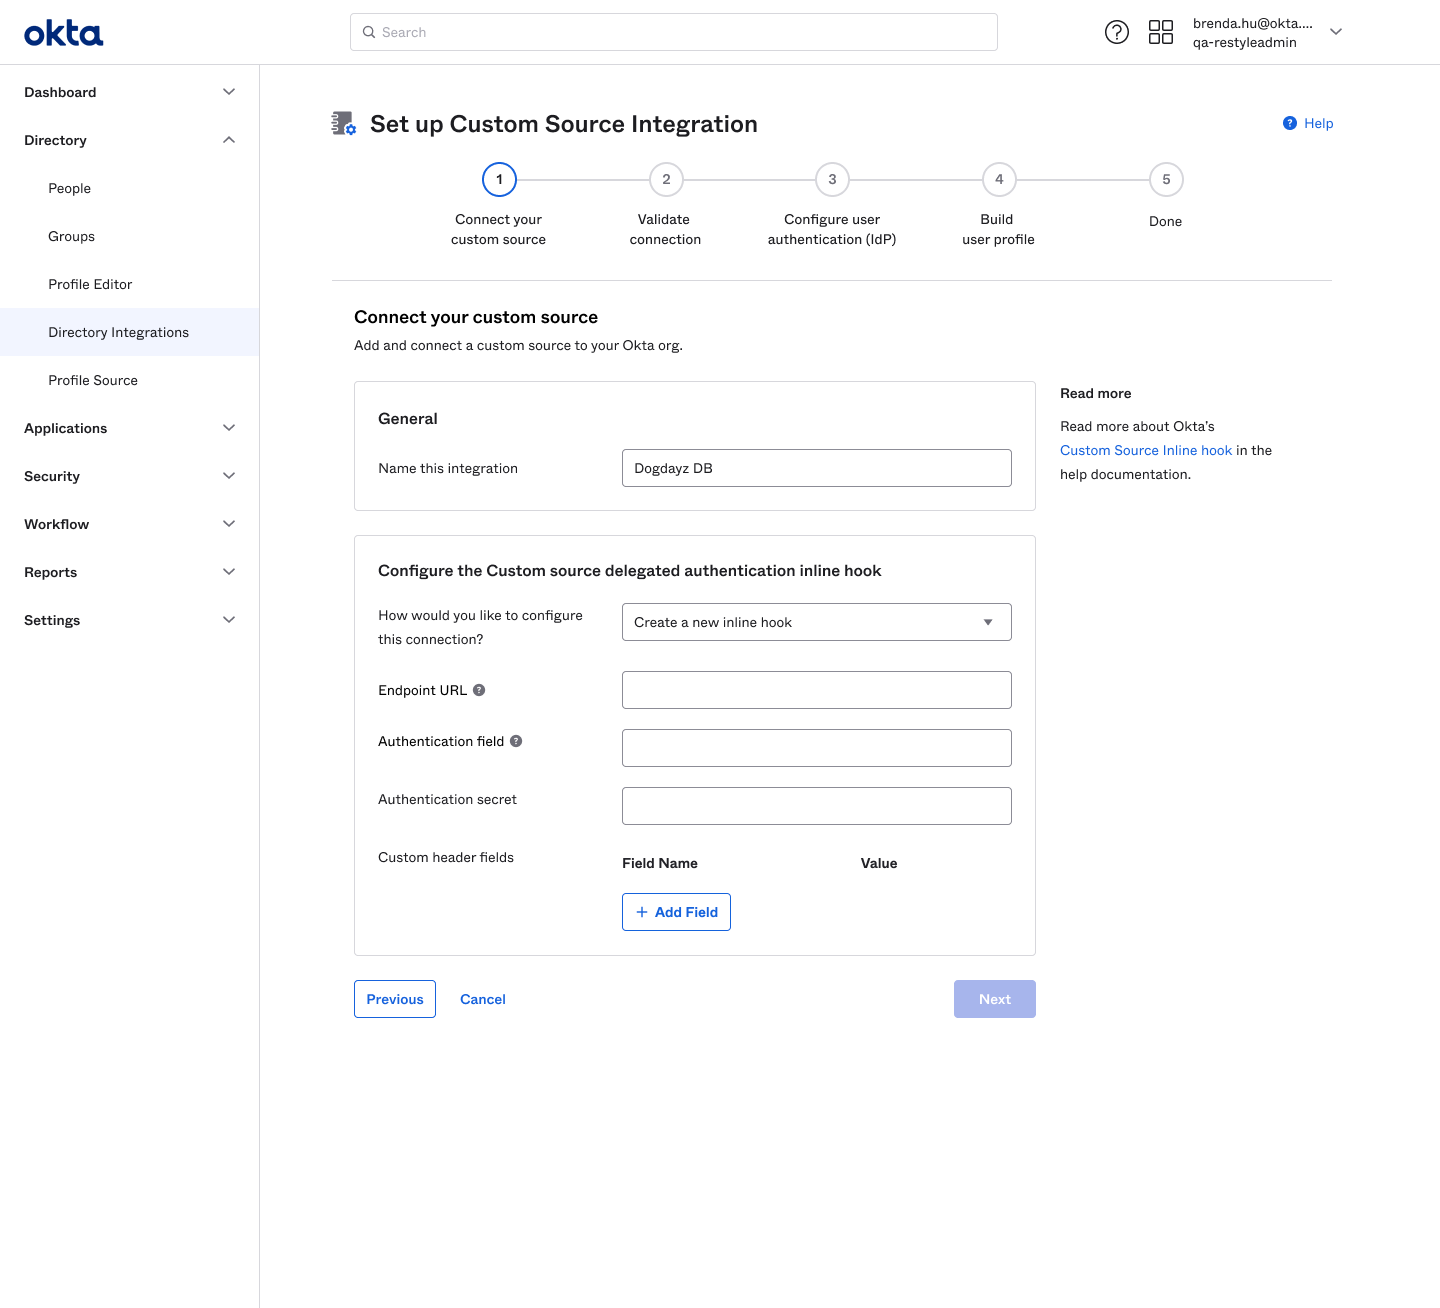 okta
Search
?
brenda.hu@okta....
qa-restyleadmin
Dashboard
Directory
People
Groups
Profile Editor
Directory Integrations
Profile Source
Applications
Security
Workflow
Reports
Settings
Set up Custom Source Integration
? Help
1
2
3
4
5
Connect your
custom source
Validate
connection
Configure user
authentication (IdP)
Build
user profile
Done
Connect your custom source
Add and connect a custom source to your Okta org.
General
Name this integration
Dogdayz DB
Read more
Read more about Okta's
Custom Source Inline hook in the
help documentation.
Configure the Custom source delegated authentication inline hook
How would you like to configure
this connection?
Create a new inline hook
Endpoint URL ?
Authentication field ?
Authentication secret
Custom header fields
Field Name
Value
+ Add Field
Previous
Cancel
Next